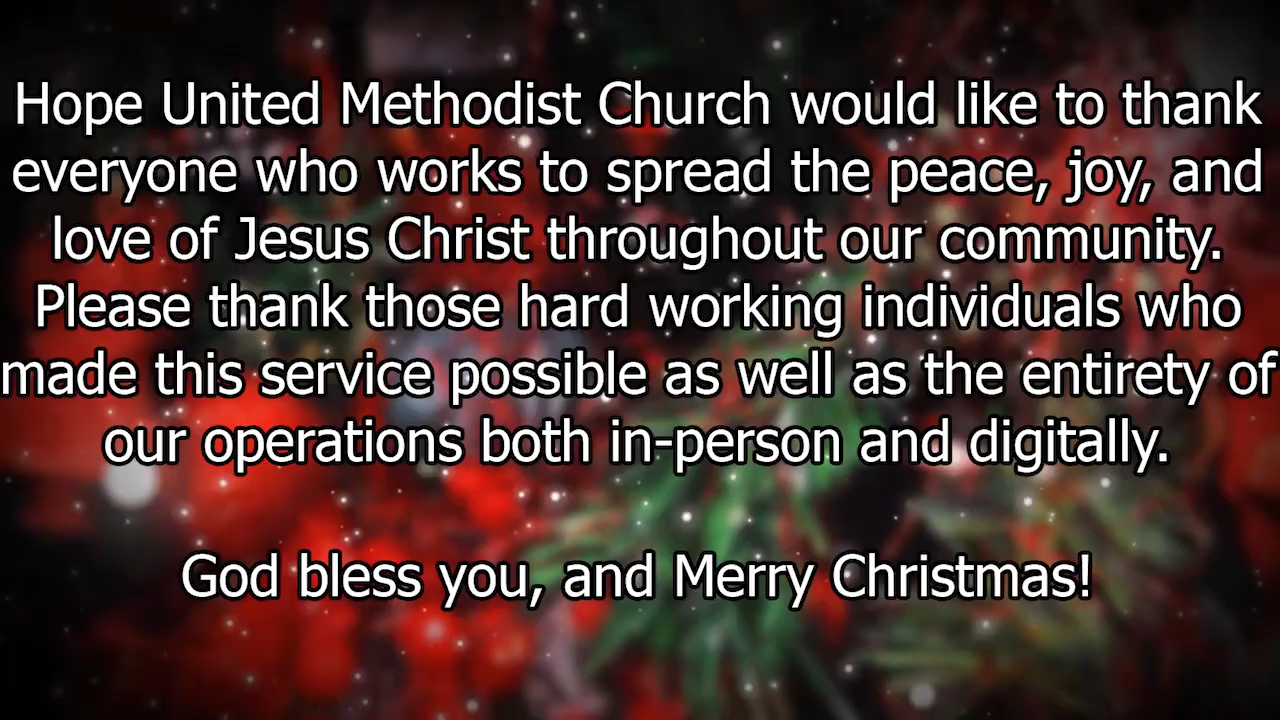 Hope United Methodist Church would like to thank
everyone who works to spread the peace, joy, and
love of Jesus Christ throughout our community.
Please thank those hard working individuals who
made this service possible as well as the entirety of
our operations both in-person and digitally.
God bless you, and Merry Christmas!